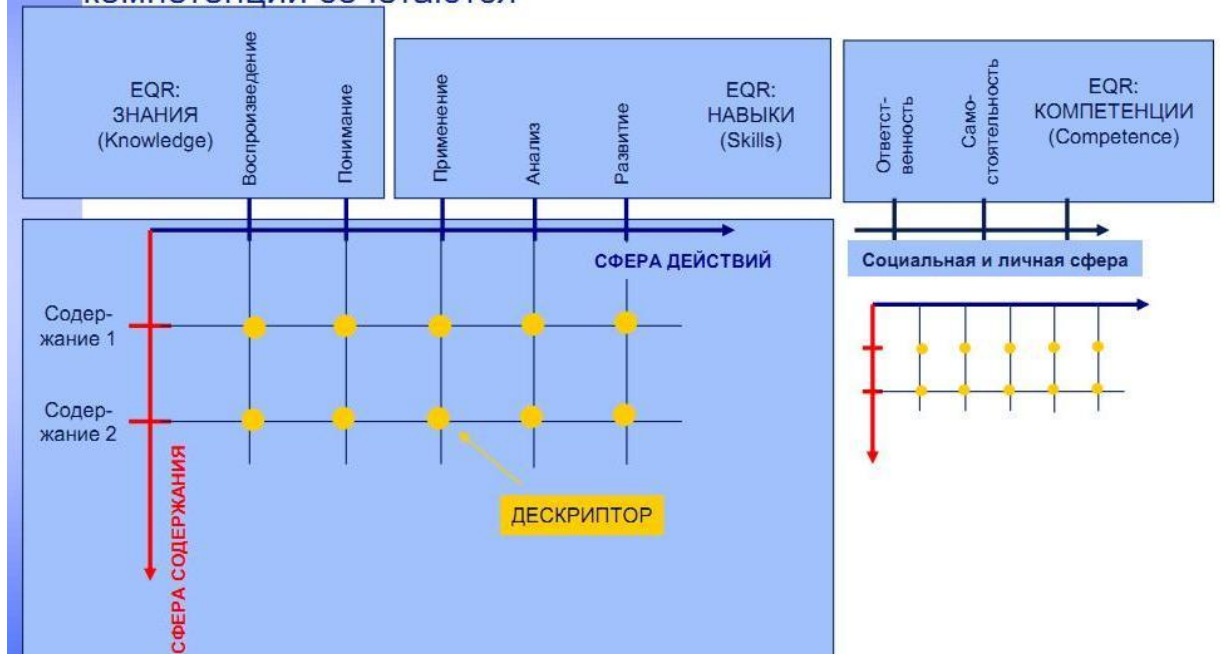 EQR:
ЗНАНИЯ
(Knowledge)
Воспроизведение
Понимание
Применение
Анализ
Развитие
EQR:
НАВЫКИ
(Skills)
Ответст-
венность
Само-
стоятельность
EQR:
КОМПЕТЕНЦИИ
(Competence)
СФЕРА ДЕЙСТВИЙ
Социальная и личная сфера
Содер-
жание 1
Содер-
жание 2
ДЕСКРИПТОР
СФЕРА СОДЕРЖАНИЯ